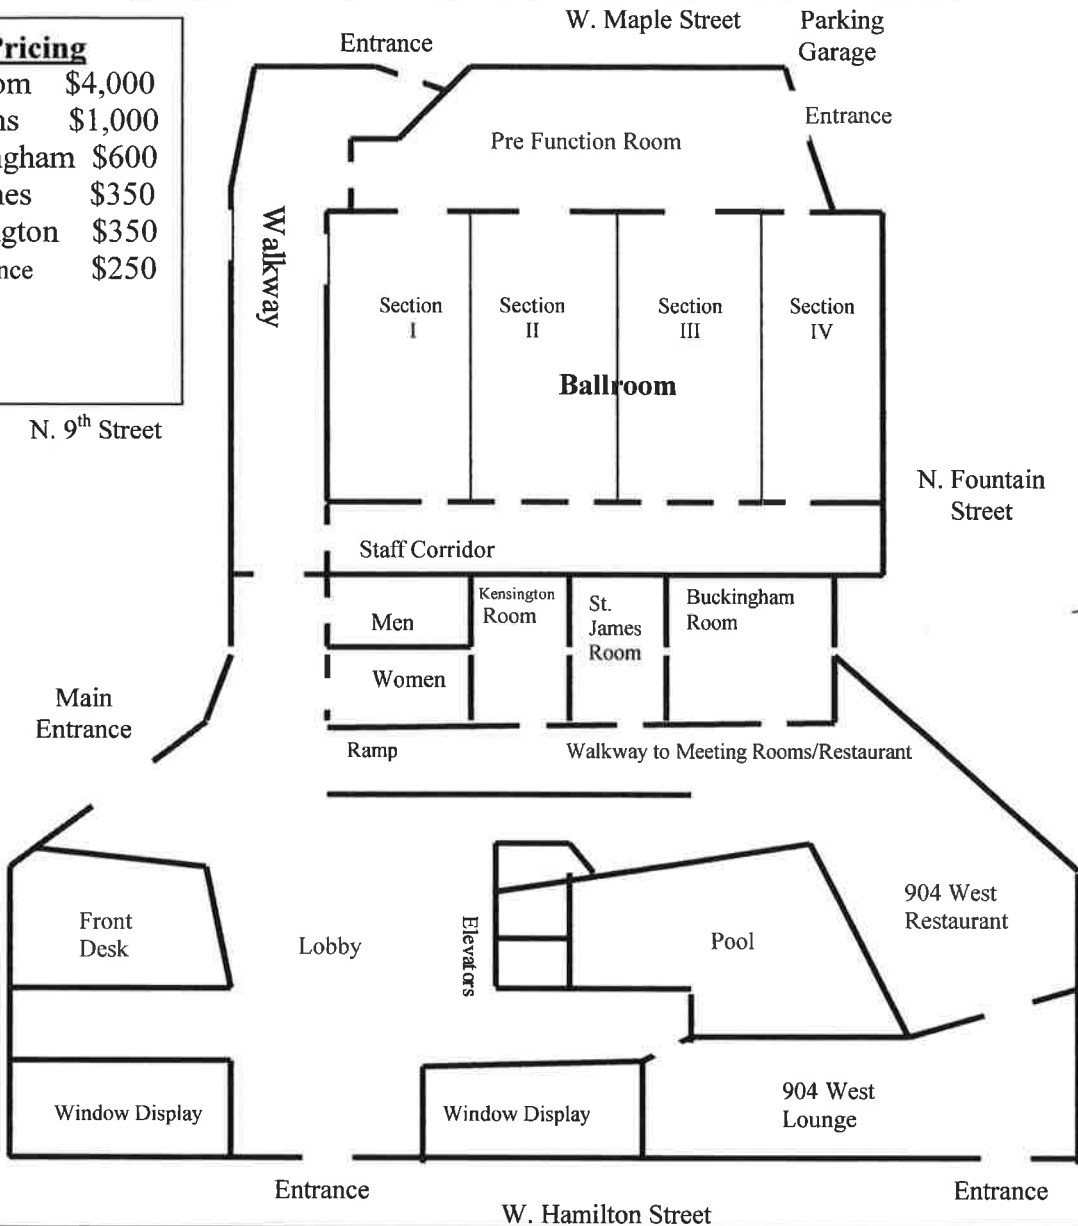 W. Maple Street
Parking
Garage
Entrance
Pricing
om $4,000
ns $1,000
ngham $600
nes $350
gton $350
nce $250
Entrance
Pre Function Room
Walkway
Section
I
Section
II
Section
III
Section
IV
Ballroom
N. 9th Street
N. Fountain
Street
Staff Corridor
Men
Kensington
Room
St.
James
Room
Buckingham
Room
Women
Main
Entrance
Ramp
Walkway to Meeting Rooms/Restaurant
Front
Desk
Lobby
Elevators
Pool
904 West
Restaurant
Window Display
Window Display
904 West
Lounge
Entrance
Entrance
W. Hamilton Street